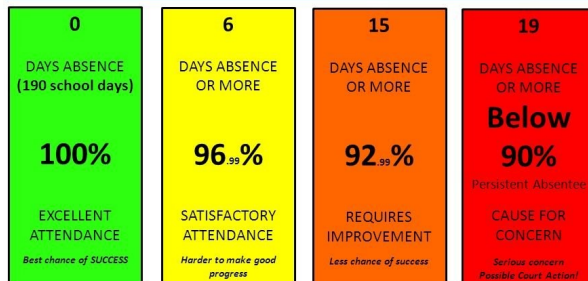 0
DAYS ABSENCE
(190 school days)
100%
EXCELLENT
ATTENDANCE
Best chance of SUCCESS
6
DAYS ABSENCE
OR MORE
96.99%
SATISFACTORY
ATTENDANCE
Harder to make good
progress
15
DAYS ABSENCE
OR MORE
92.99%
REQUIRES
IMPROVEMENT
Less chance of success
19
DAYS ABSENCE
OR MORE
Below
90%
Persistent Absentee
CAUSE FOR
CONCERN
Serious concern
Possible Court Action!